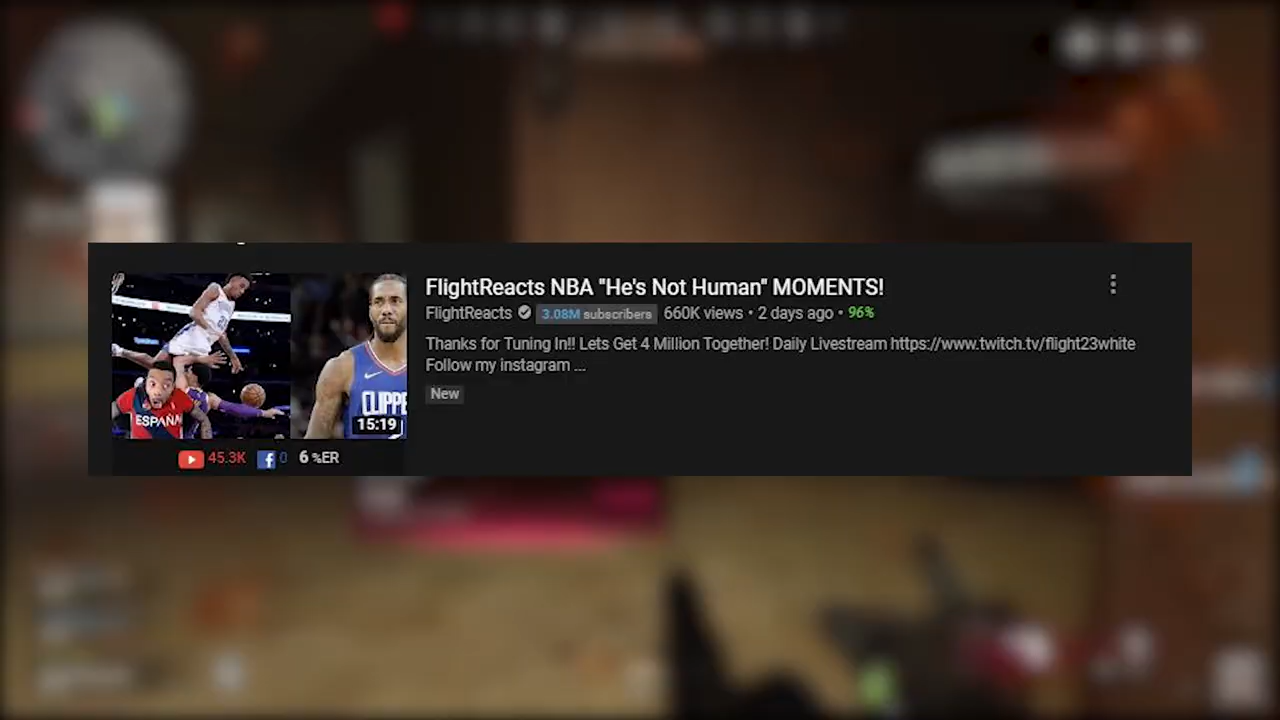 FlightReacts NBA "He's Not Human" MOMENTS!
FlightReacts 3.08M subscribers 660K views • 2 days ago • 96%
Thanks for Tuning In!! Lets Get 4 Million Together! Daily Livestream https://www.twitch.tv/flight23white
Follow my instagram ...
New
ESPAÑA
CLIPPE
15:19
45.3K 0 6 %ER